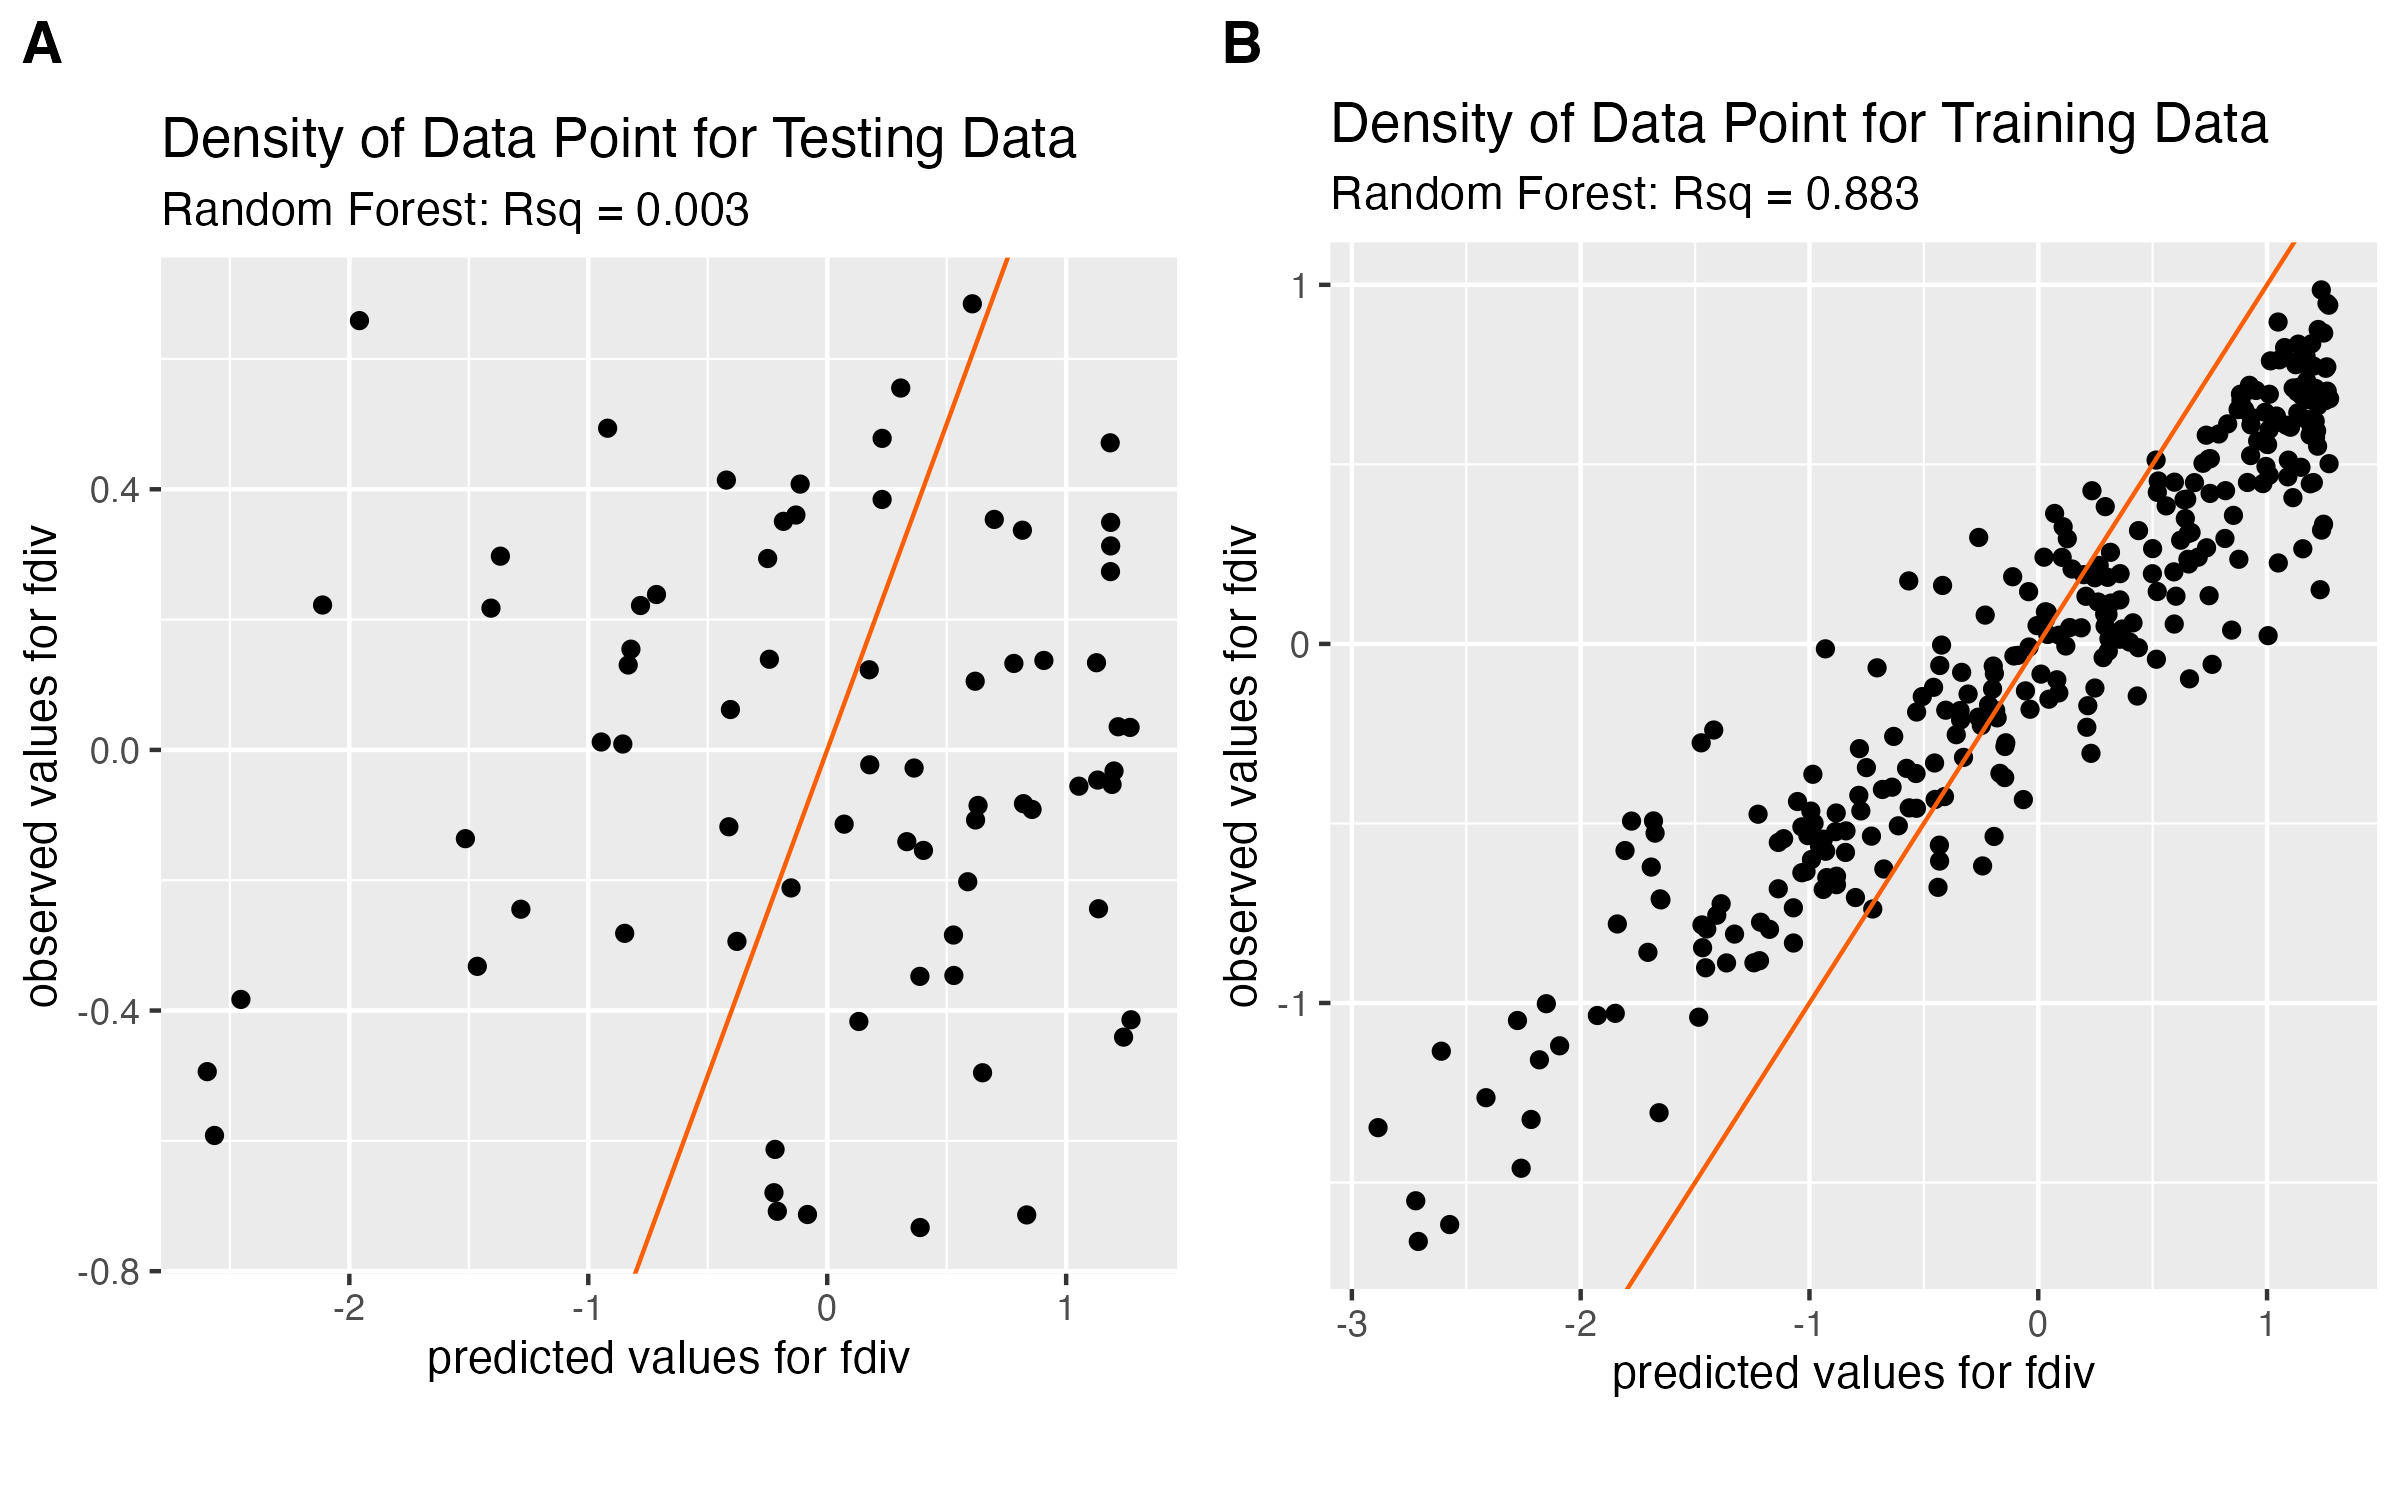 A
Density of Data Point for Testing Data
Random Forest: Rsq = 0.003
observed values for fdiv
0.4
0.0
-0.4
-0.8
-2
-1
0
1
predicted values for fdiv
B
Density of Data Point for Training Data
Random Forest: Rsq = 0.883
observed values for fdiv
1
0
-1
-3
-2
-1
0
1
predicted values for fdiv